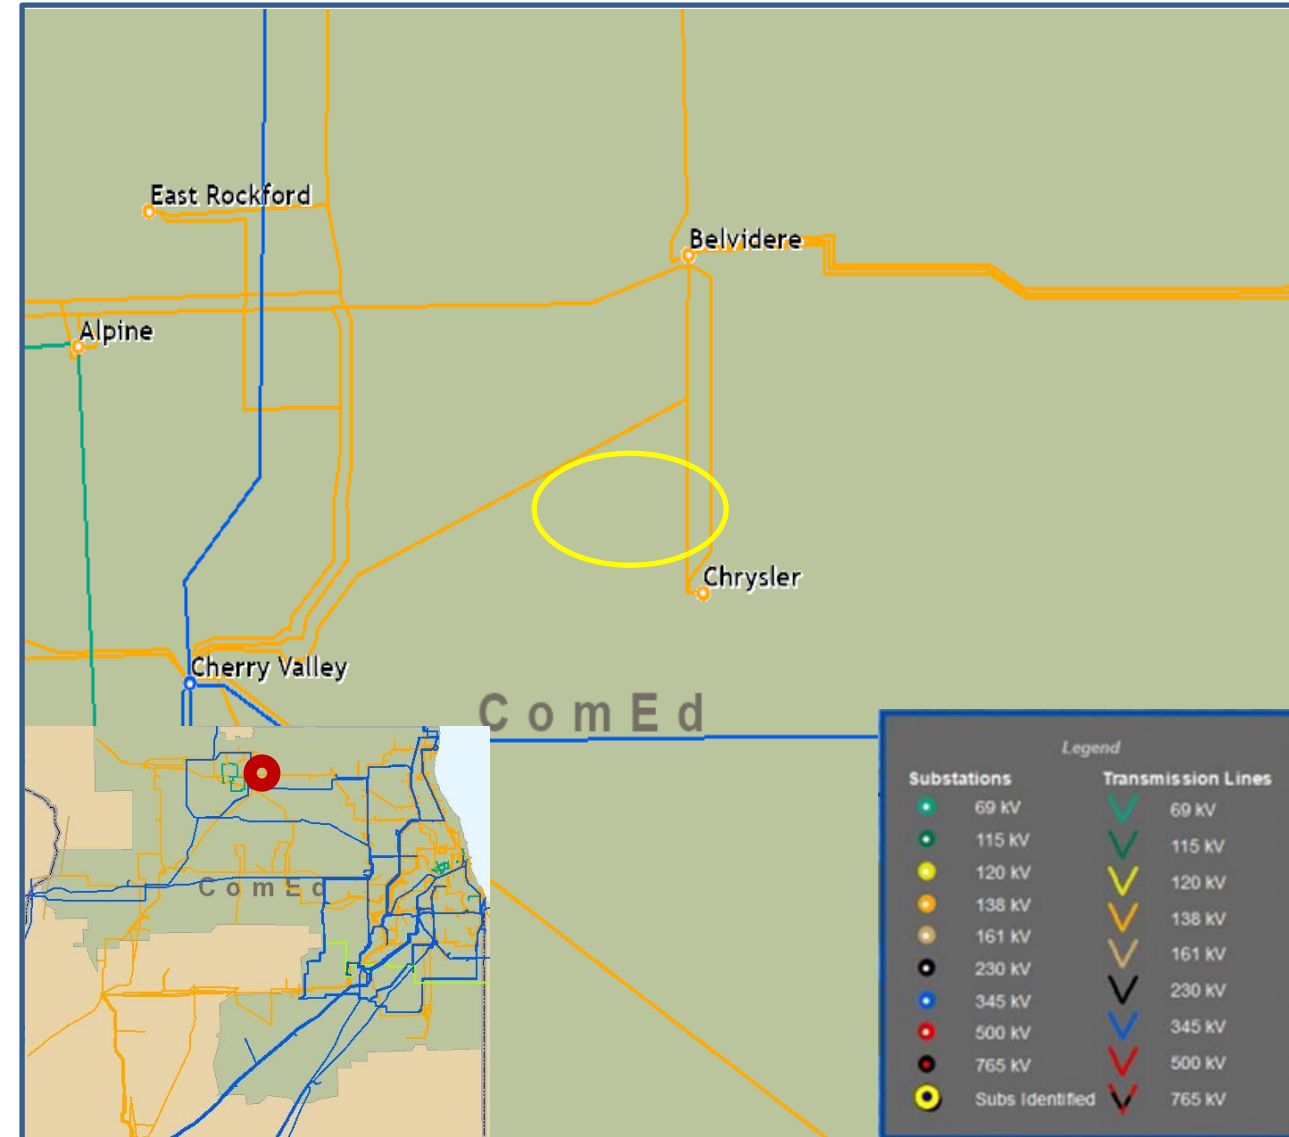 East Rockford
Belvidere
Alpine
Chrysler
Cherry Valley
ComEd
ComEd
Legend
Substations Transmission Lines
69 kV 69 kV
115 kV 115 kV
120 kV 120 kV
138 kV 138 kV
161 kV 161 kV
230 kV 230 kV
345 kV 345 kV
500 kV 500 kV
765 kV 765 kV
Subs Identified